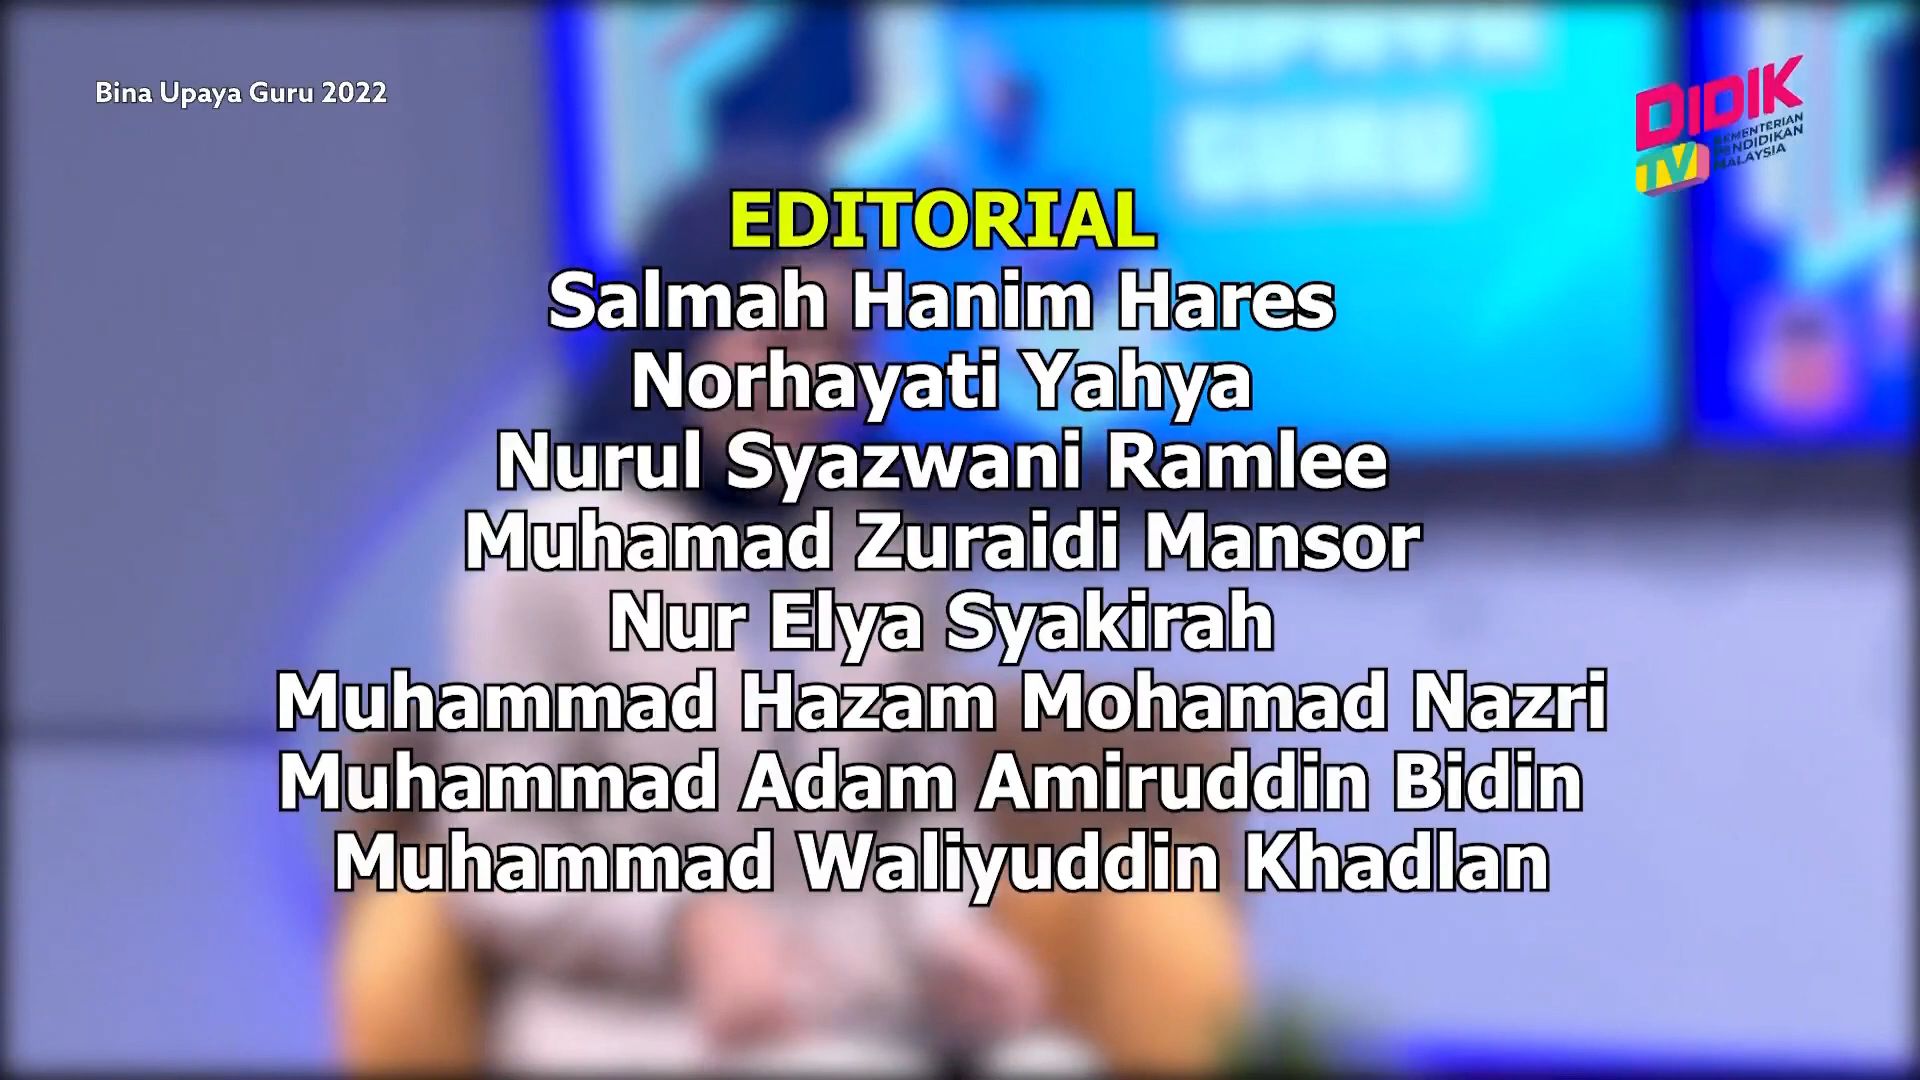 Bina Upaya Guru 2022
DIDIK
TV
KEMENTERIAN
PENDIDIKAN
MALAYSIA
EDITORIAL
Salmah Hanim Hares
Norhayati Yahya
Nurul Syazwani Ramlee
Muhamad Zuraidi Mansor
Nur Elya Syakirah
Muhammad Hazam Mohamad Nazri
Muhammad Adam Amiruddin Bidin
Muhammad Waliyuddin Khadlan